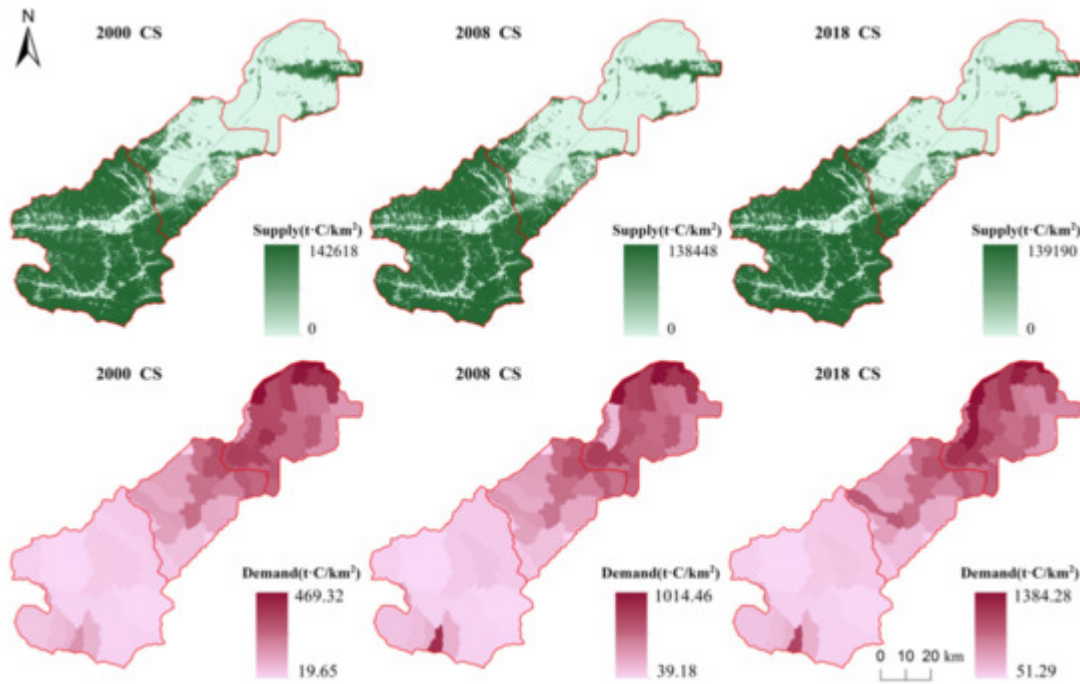 N
2000 CS
2008 CS
2018 CS
Supply(t·C/km²)
142618
0
Supply(t·C/km²)
138448
0
Supply(t·C/km²)
139190
0
2000 CS
2008 CS
2018 CS
Demand(t·C/km²)
469.32
19.65
Demand(t·C/km²)
1014.46
39.18
Demand(t·C/km²)
1384.28
51.29
0 10 20 km